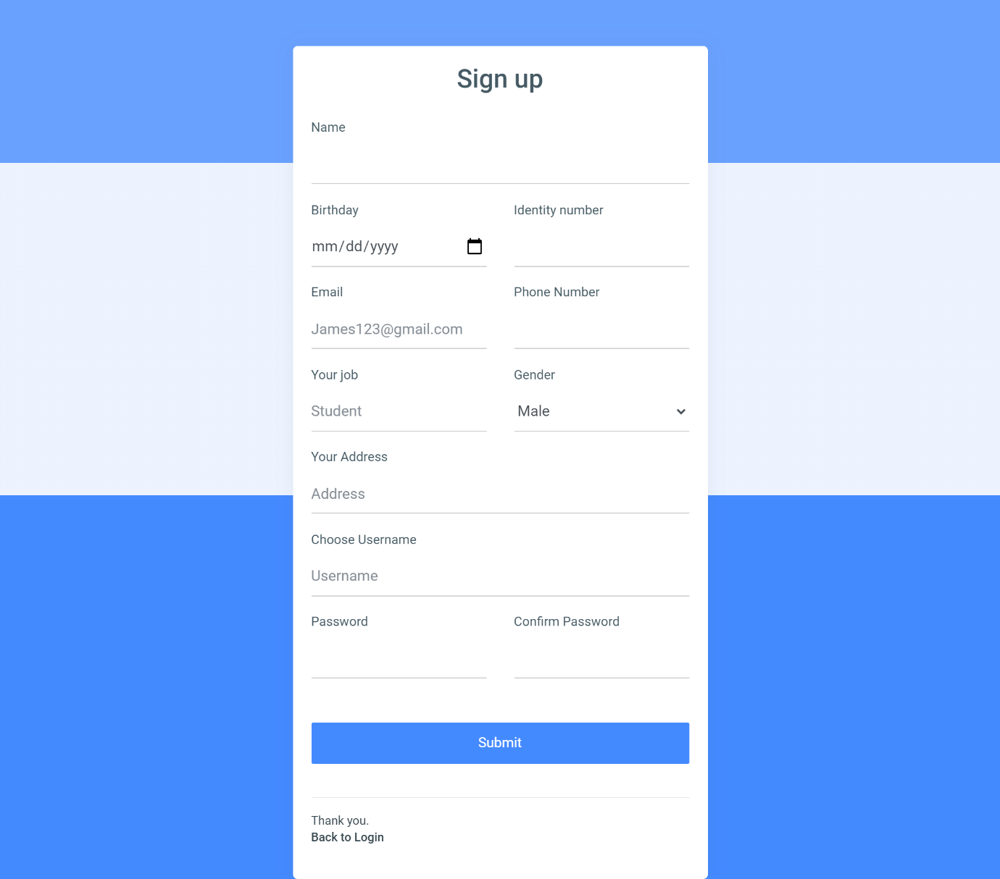 Sign up
Name
Birthday Identity number
mm/dd/yyyy
Email Phone Number
James123@gmail.com
Your job Gender
Student Male
Your Address
Address
Choose Username
Username
Password Confirm Password
Submit
Thank you.
Back to Login